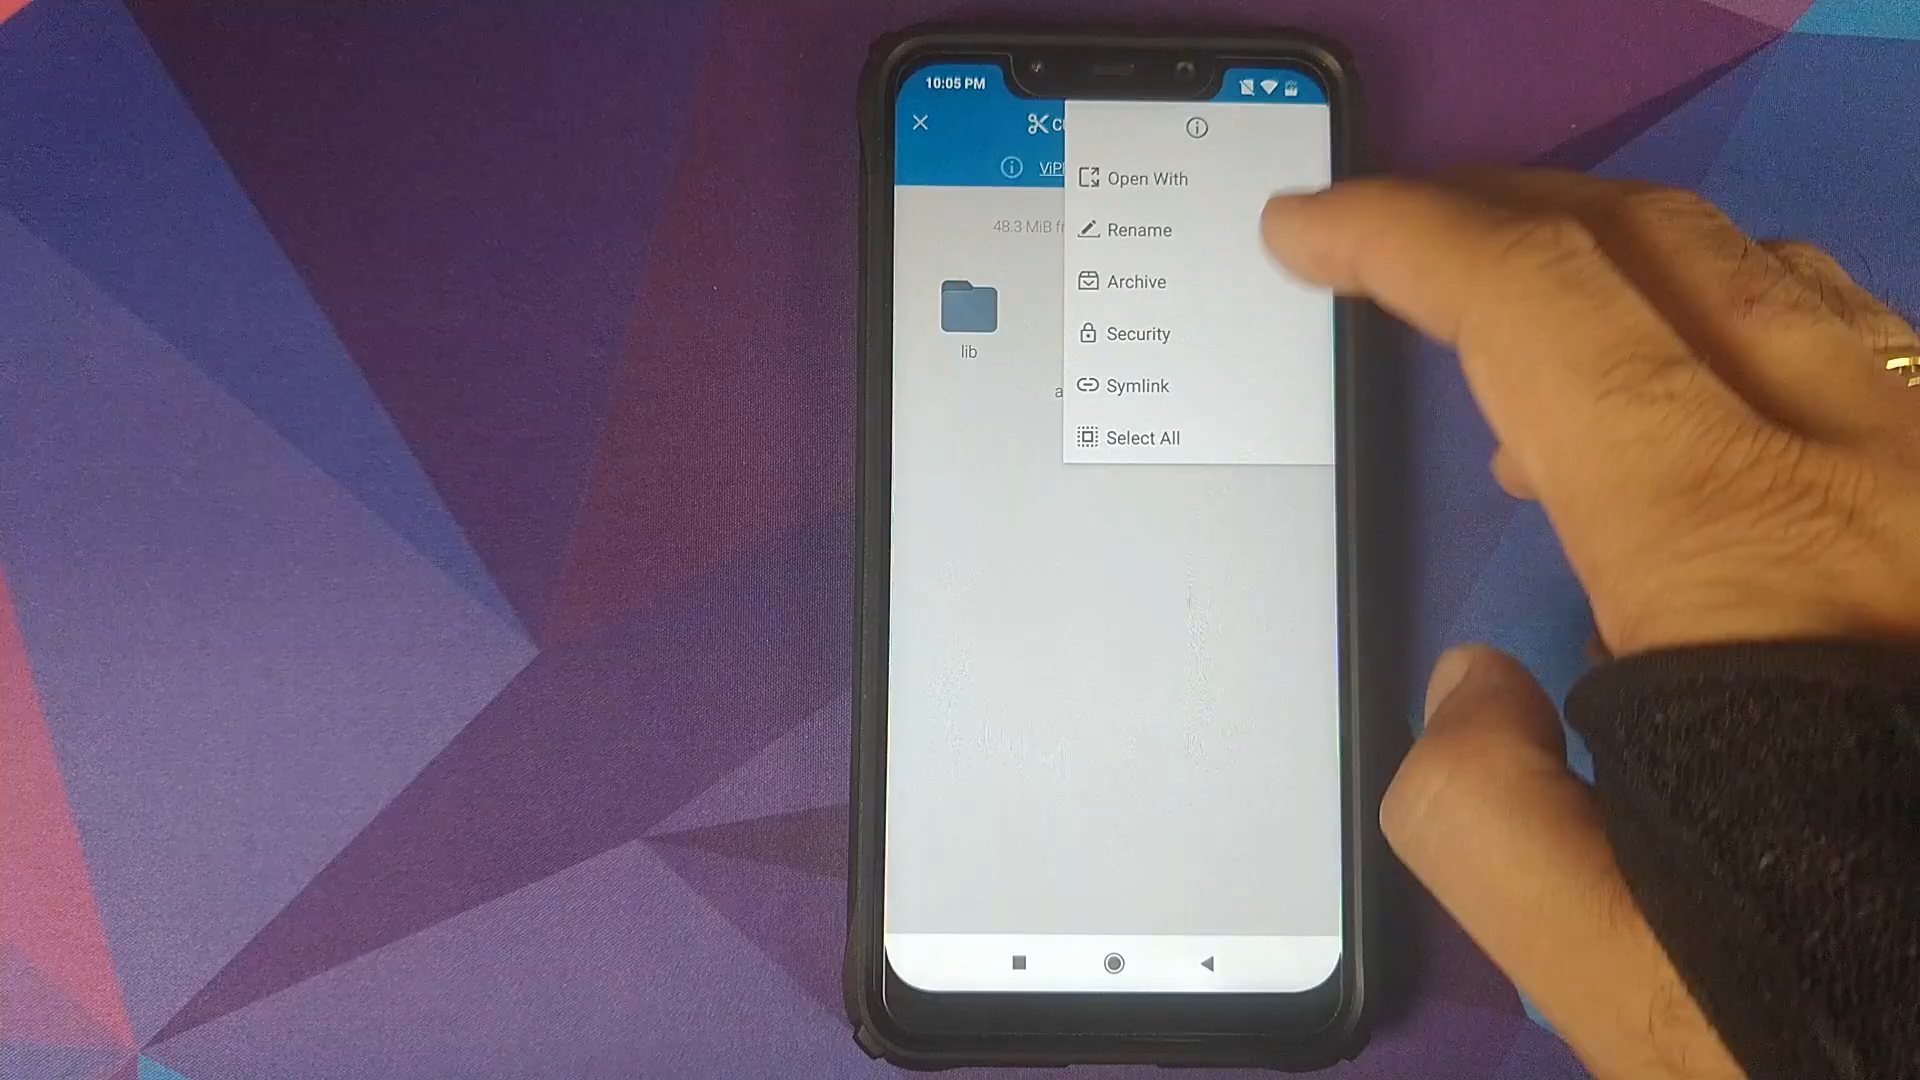 10:05 PM
Open With
48.3 MiB
Rename
Archive
lib
Security
Symlink
Select All